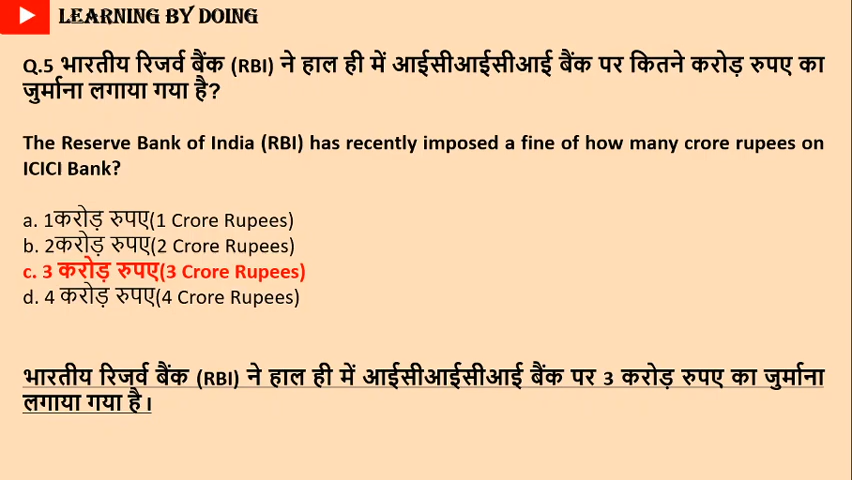 LEARNING BY DOING
Q.5 भारतीय रिजर्व बैंक (RBI) ने हाल ही में आईसीआईसीआई बैंक पर कितने करोड़ रुपए का
जुर्माना लगाया गया है?
The Reserve Bank of India (RBI) has recently imposed a fine of how many crore rupees on
ICICI Bank?
a. 1करोड़ रुपए(1 Crore Rupees)
b. 2करोड़ रुपए(2 Crore Rupees)
c. 3 करोड़ रुपए(3 Crore Rupees)
d. 4 करोड़ रुपए(4 Crore Rupees)
भारतीय रिजर्व बैंक (RBI) ने हाल ही में आईसीआईसीआई बैंक पर 3 करोड़ रुपए का जुर्माना
लगाया गया है।